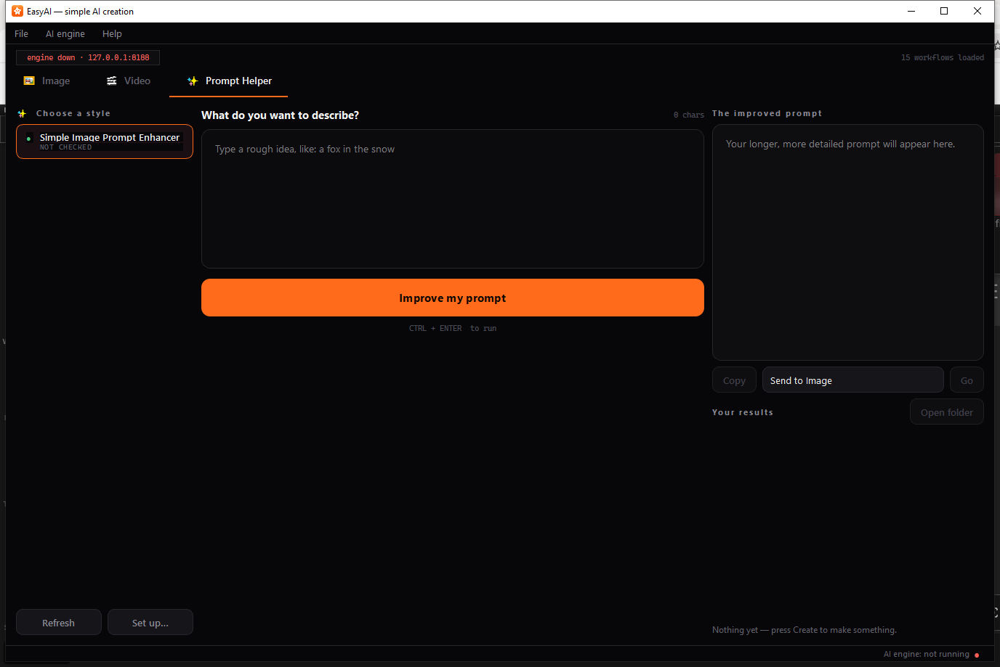 EasyAI — simple AI creation
File AI engine Help
engine down · 127.0.0.1:8188
15 workflows loaded
Image Video Prompt Helper
Choose a style
Simple Image Prompt Enhancer
NOT CHECKED
What do you want to describe?
0 chars
Type a rough idea, like: a fox in the snow
Improve my prompt
CTRL + ENTER to run
The improved prompt
Your longer, more detailed prompt will appear here.
Copy Send to Image Go
Your results Open folder
Refresh Set up...
Nothing yet — press Create to make something.
AI engine: not running